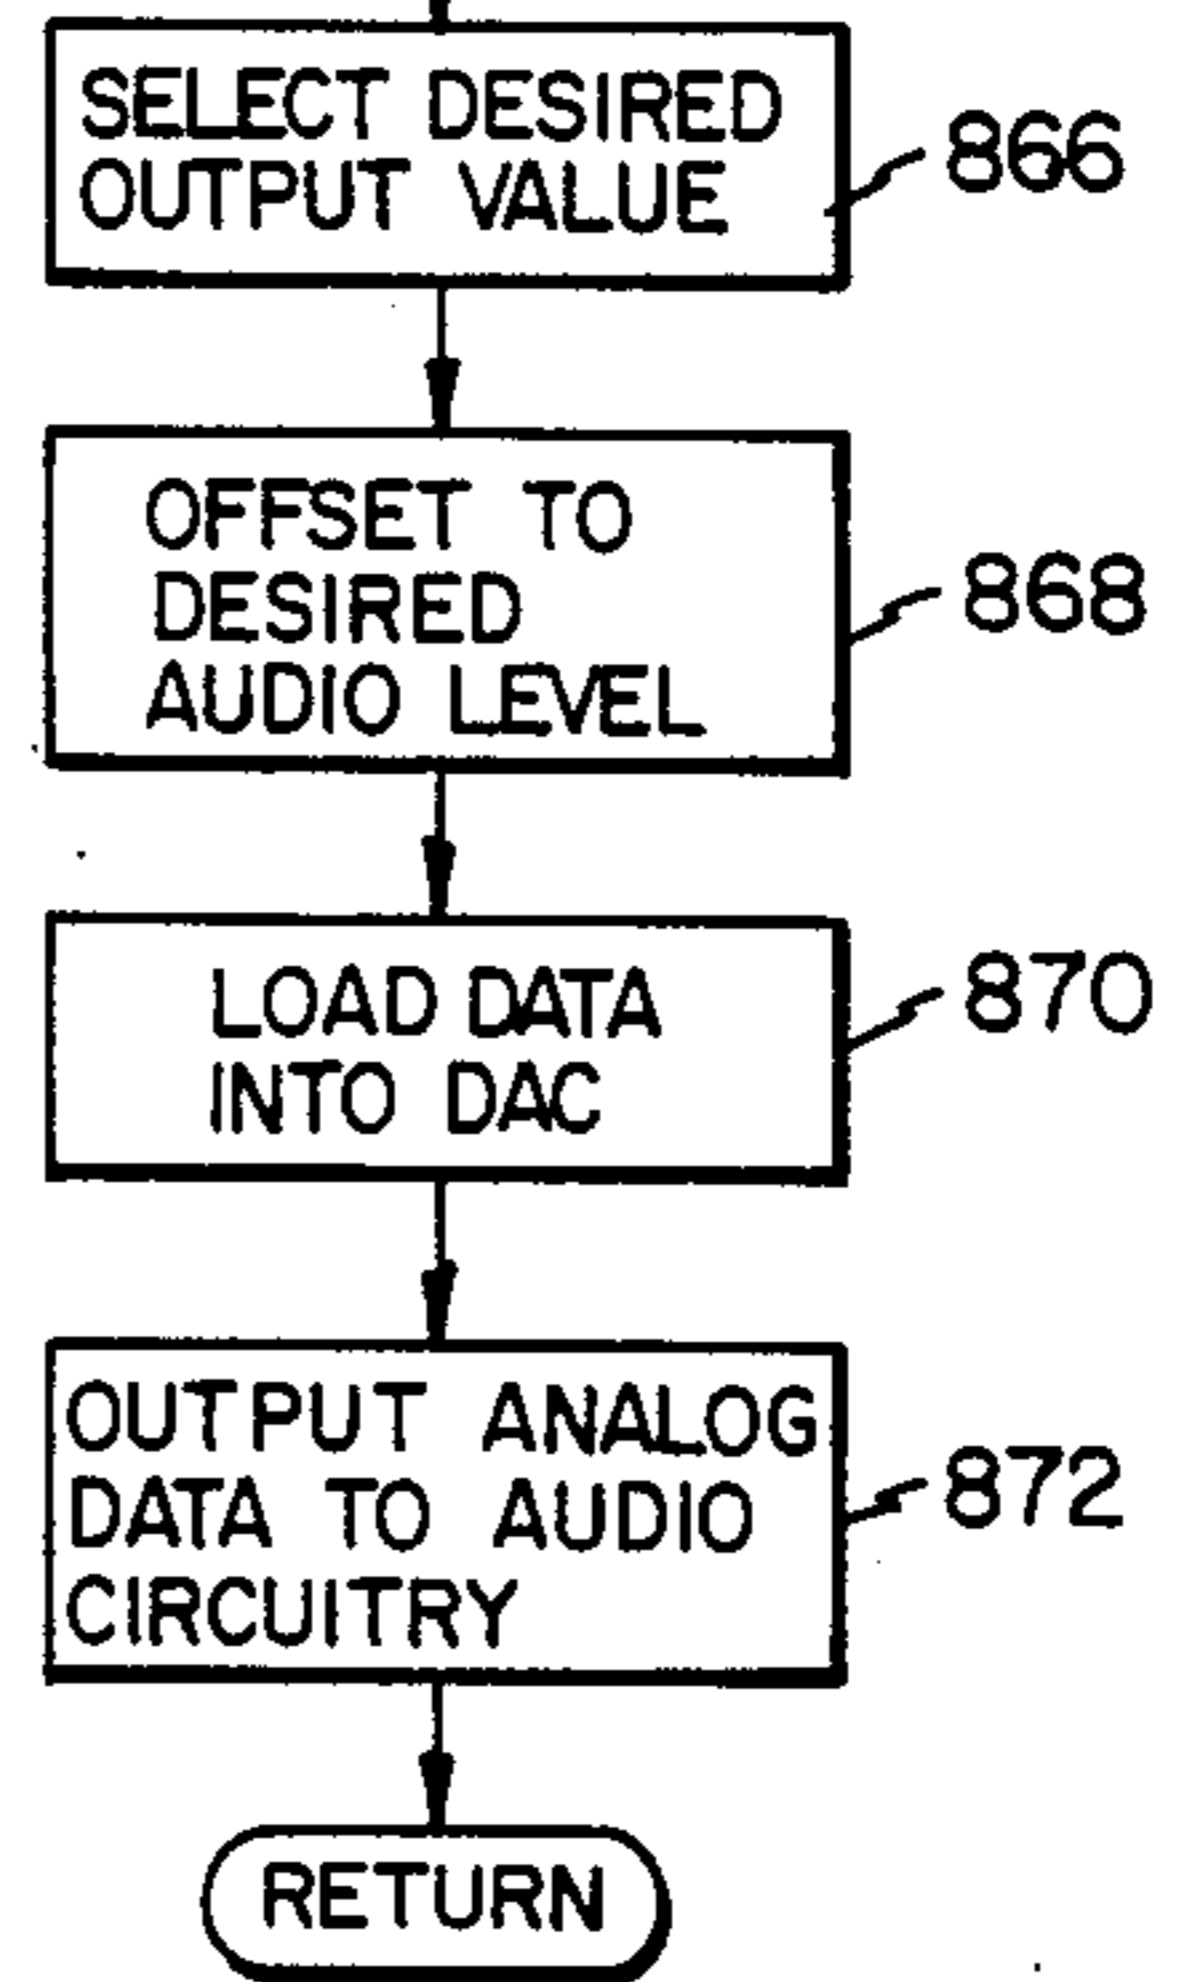 SELECT DESIRED
OUTPUT VALUE
866
OFFSET TO
DESIRED
AUDIO LEVEL
868
LOAD DATA
INTO DAC
870
OUTPUT ANALOG
DATA TO AUDIO
CIRCUITRY
872
RETURN